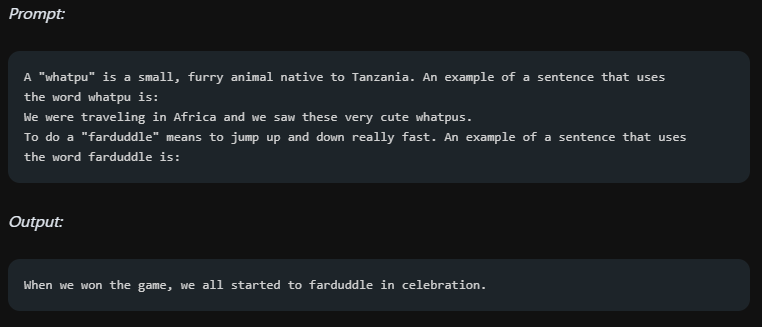 Prompt:
A "whatpu" is a small, furry animal native to Tanzania. An example of a sentence that uses
the word whatpu is:
We were traveling in Africa and we saw these very cute whatpus.
To do a "farduddle" means to jump up and down really fast. An example of a sentence that uses
the word farduddle is:
Output:
When we won the game, we all started to farduddle in celebration.